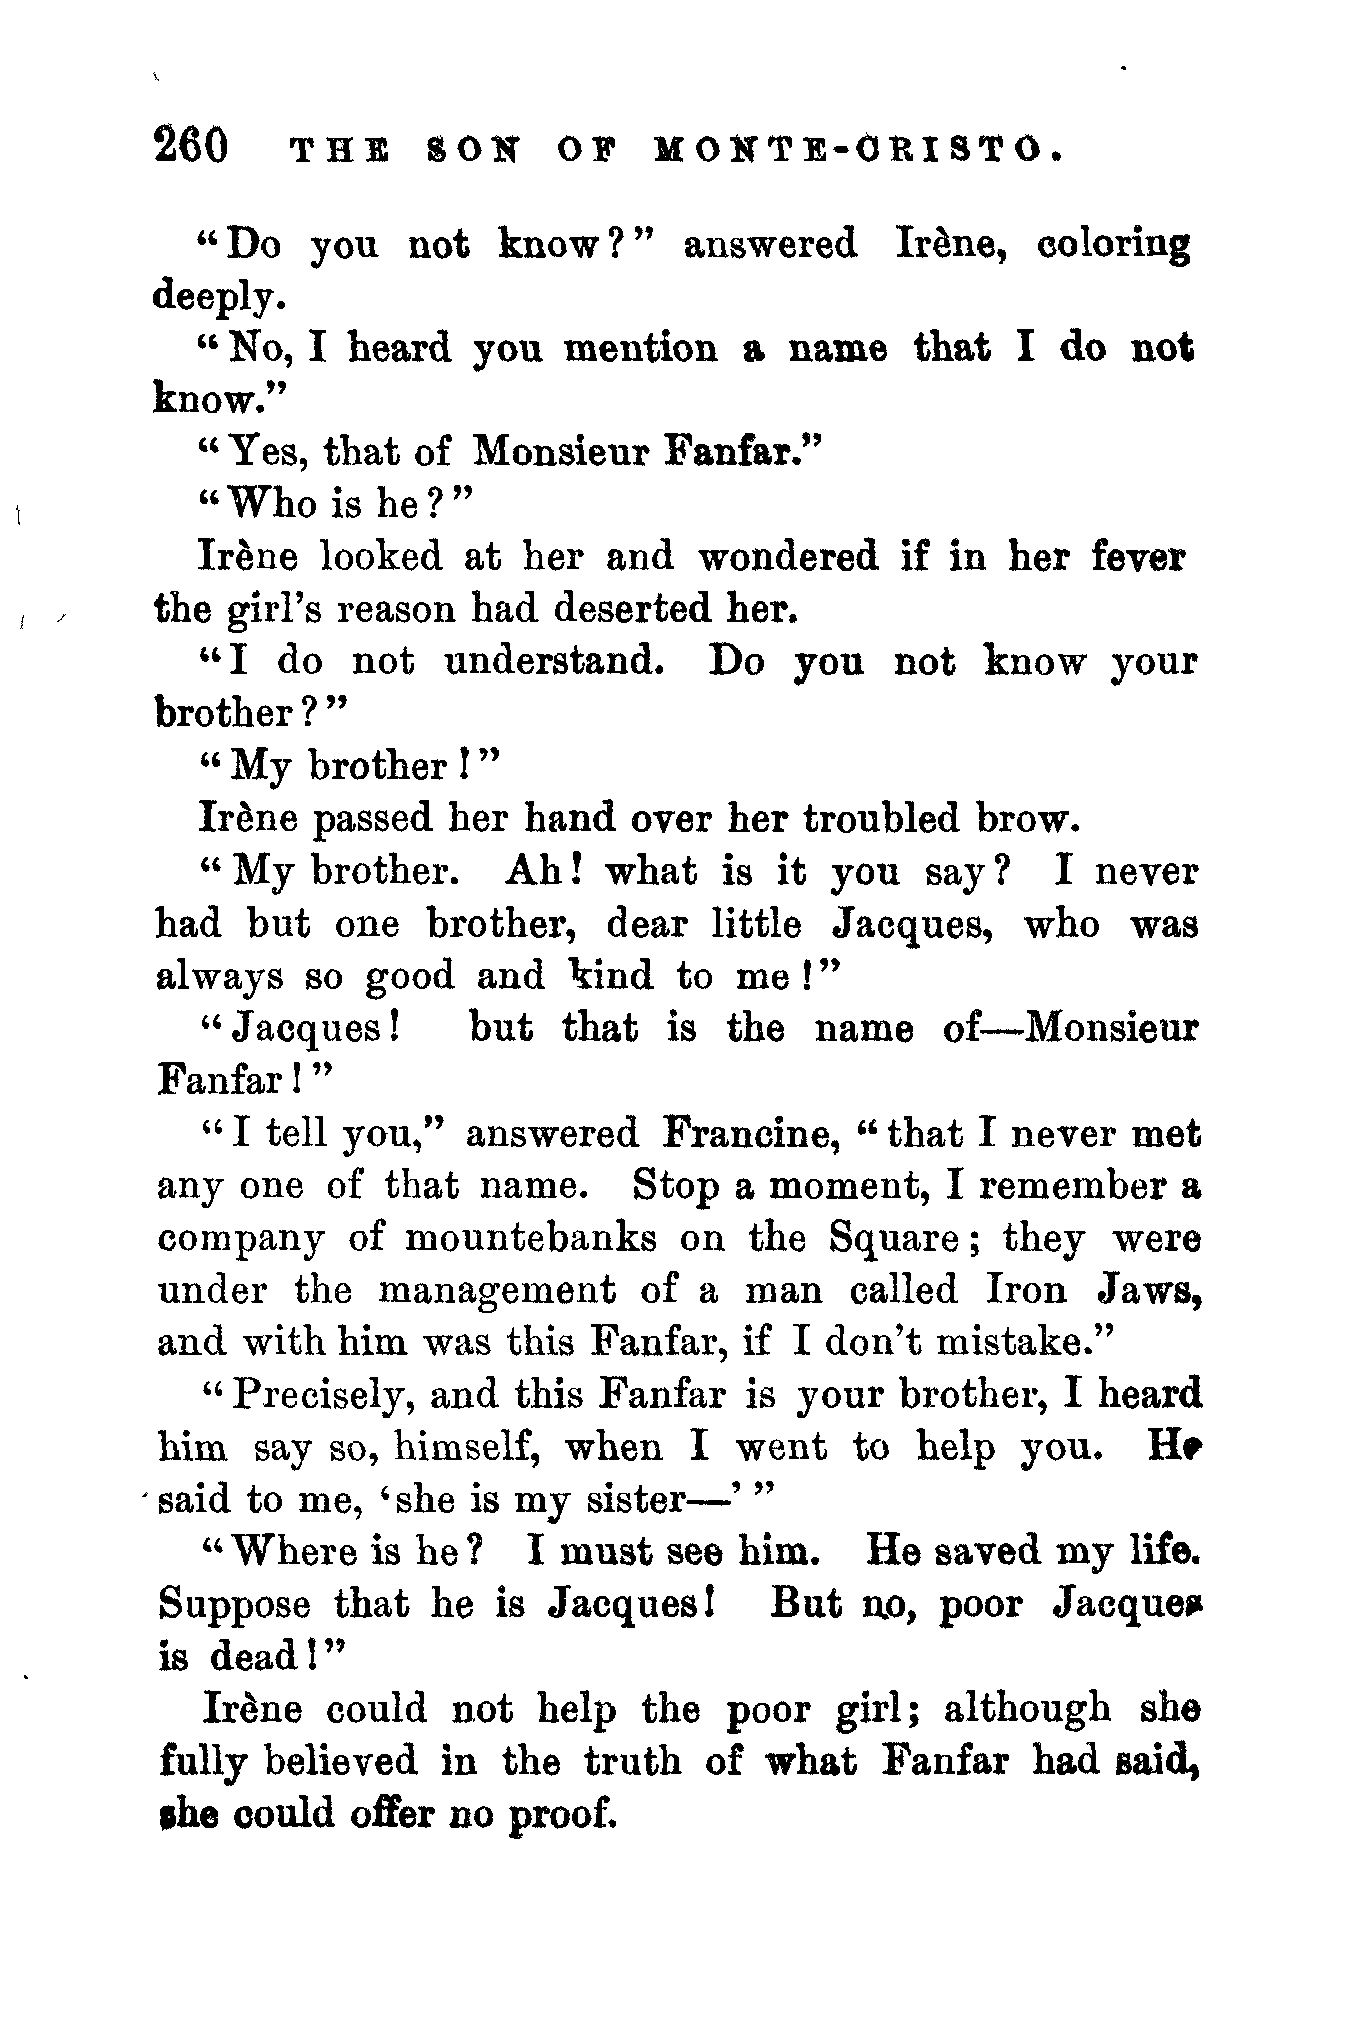 260 THE SON OF MONTE-CRISTO.
“Do you not know?” answered Irène, coloring
deeply.
“No, I heard you mention a name that I do not
know.”
“Yes, that of Monsieur Fanfar.”
“Who is he?”
Irène looked at her and wondered if in her fever
the girl’s reason had deserted her.
“I do not understand. Do you not know your
brother?”
“My brother!”
Irène passed her hand over her troubled brow.
“My brother. Ah! what is it you say? I never
had but one brother, dear little Jacques, who was
always so good and kind to me!”
“Jacques! but that is the name of—Monsieur
Fanfar!”
“I tell you,” answered Francine, “that I never met
any one of that name. Stop a moment, I remember a
company of mountebanks on the Square; they were
under the management of a man called Iron Jaws,
and with him was this Fanfar, if I don’t mistake.”
“Precisely, and this Fanfar is your brother, I heard
him say so, himself, when I went to help you. He
said to me, ‘she is my sister—’ ”
“Where is he? I must see him. He saved my life.
Suppose that he is Jacques! But no, poor Jacques
is dead!”
Irène could not help the poor girl; although she
fully believed in the truth of what Fanfar had said,
she could offer no proof.